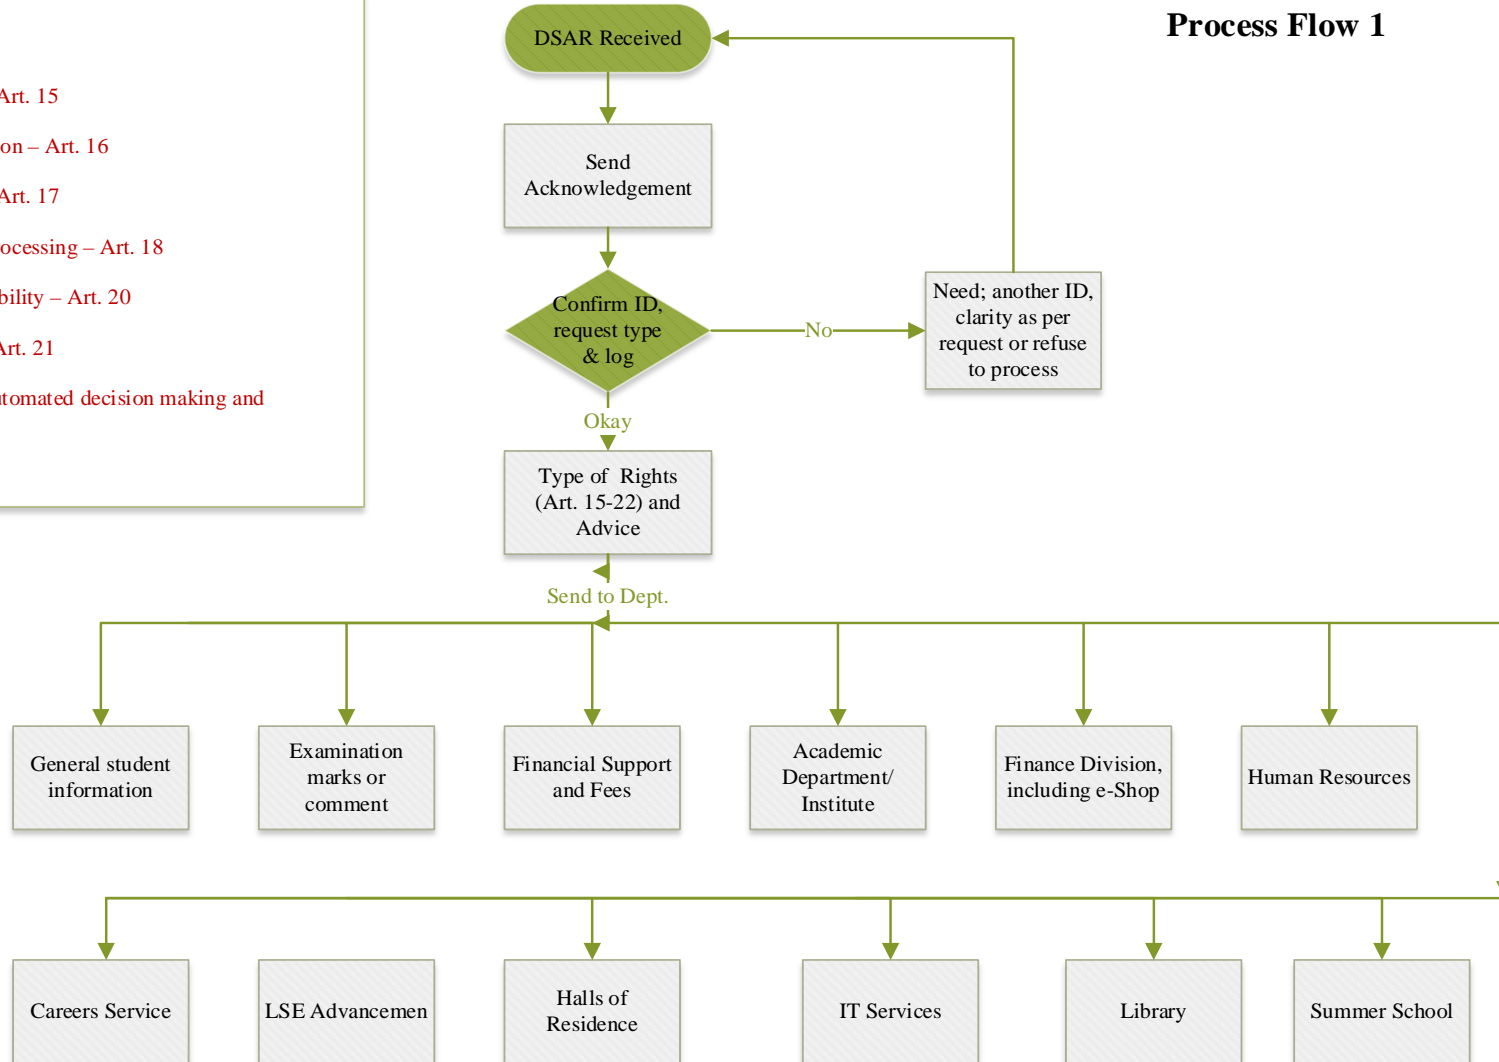 Process Flow 1
Art. 15
on – Art. 16
Art. 17
ocessing – Art. 18
bility – Art. 20
Art. 21
utomated decision making and
DSAR Received
Send
Acknowledgement
Confirm ID,
request type
& log
No
Need; another ID,
clarity as per
request or refuse
to process
Okay
Type of  Rights
(Art. 15-22) and
Advice
Send to Dept.
General student
information
Examination
marks or
comment
Financial Support
and Fees
Academic
Department/
Institute
Finance Division,
including e-Shop
Human Resources
Careers Service
LSE Advancemen
Halls of
Residence
IT Services
Library
Summer School